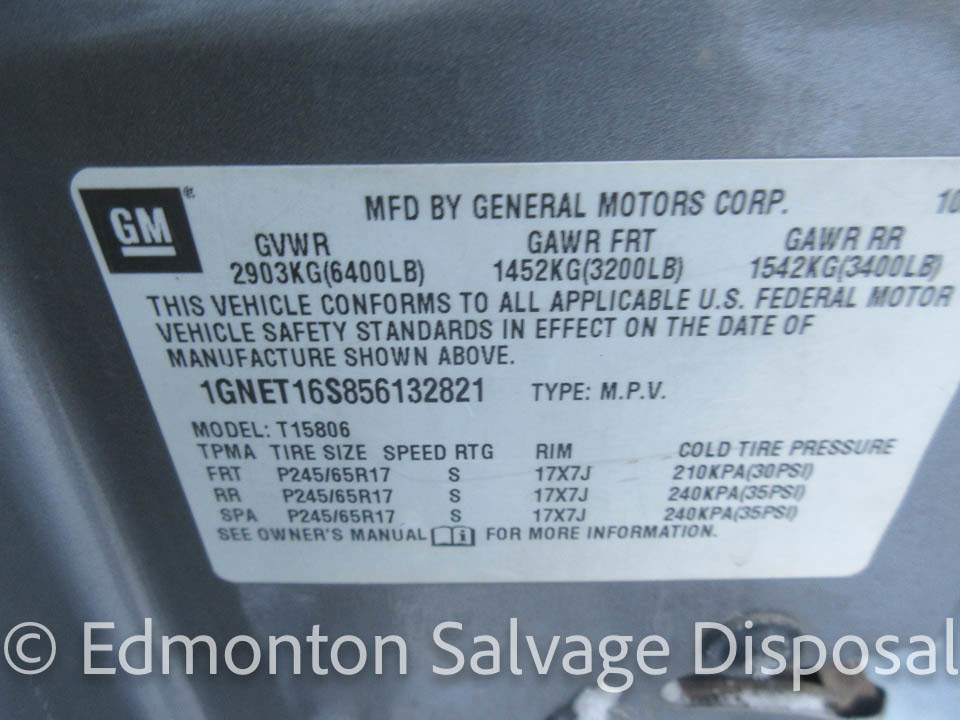 GM ®
MFD BY GENERAL MOTORS CORP. 10
GVWR GAWR FRT GAWR RR
2903KG(6400LB) 1452KG(3200LB) 1542KG(3400LB)
THIS VEHICLE CONFORMS TO ALL APPLICABLE U.S. FEDERAL MOTOR
VEHICLE SAFETY STANDARDS IN EFFECT ON THE DATE OF
MANUFACTURE SHOWN ABOVE.
1GNET16S856132821 TYPE: M.P.V.
MODEL: T15806
TPMA TIRE SIZE SPEED RTG RIM COLD TIRE PRESSURE
FRT P245/65R17 S 17X7J 210KPA(30PSI)
RR P245/65R17 S 17X7J 240KPA(35PSI)
SPA P245/65R17 S 17X7J 240KPA(35PSI)
SEE OWNER'S MANUAL i FOR MORE INFORMATION.
© Edmonton Salvage Disposal